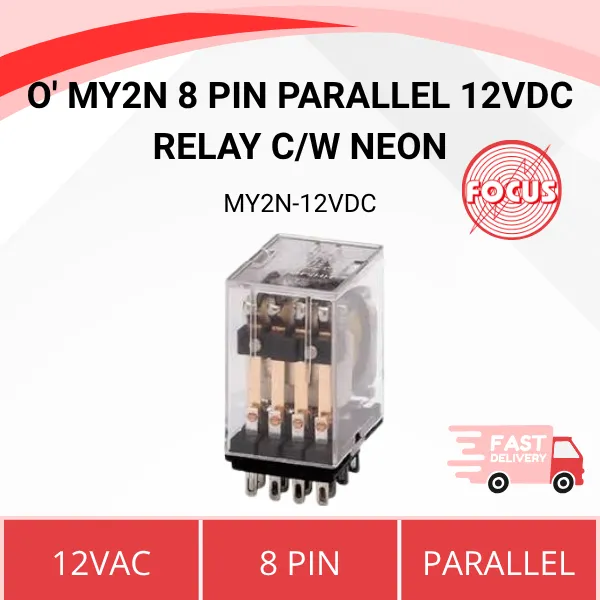 O' MY2N 8 PIN PARALLEL 12VDC
RELAY C/W NEON
MY2N-12VDC
FOCUS
FAST
DELIVERY
12VAC
8 PIN
PARALLEL